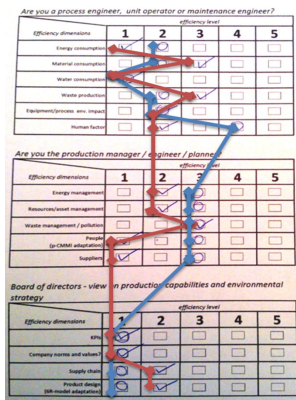 Are you a process engineer, unit operator or maintenance engineer?
efficiency level
Efficiency dimensions 1 2 3 4 5
Energy consumption
Material consumption
Water consumption
Waste production
Equipment/process env. impact
Human factor
Are you the production manager / engineer / planner?
efficiency level
Efficiency dimensions 1 2 3 4 5
Energy management
Resources/asset management
Waste management / pollution
People
(p-CMMI adaptation)
Suppliers
Board of directors - view on production capabilities and environmental
strategy
efficiency level
Efficiency dimensions 1 2 3 4 5
KPIs
Company norms and values?
Supply chain
Product design
(6R-model adaptation)